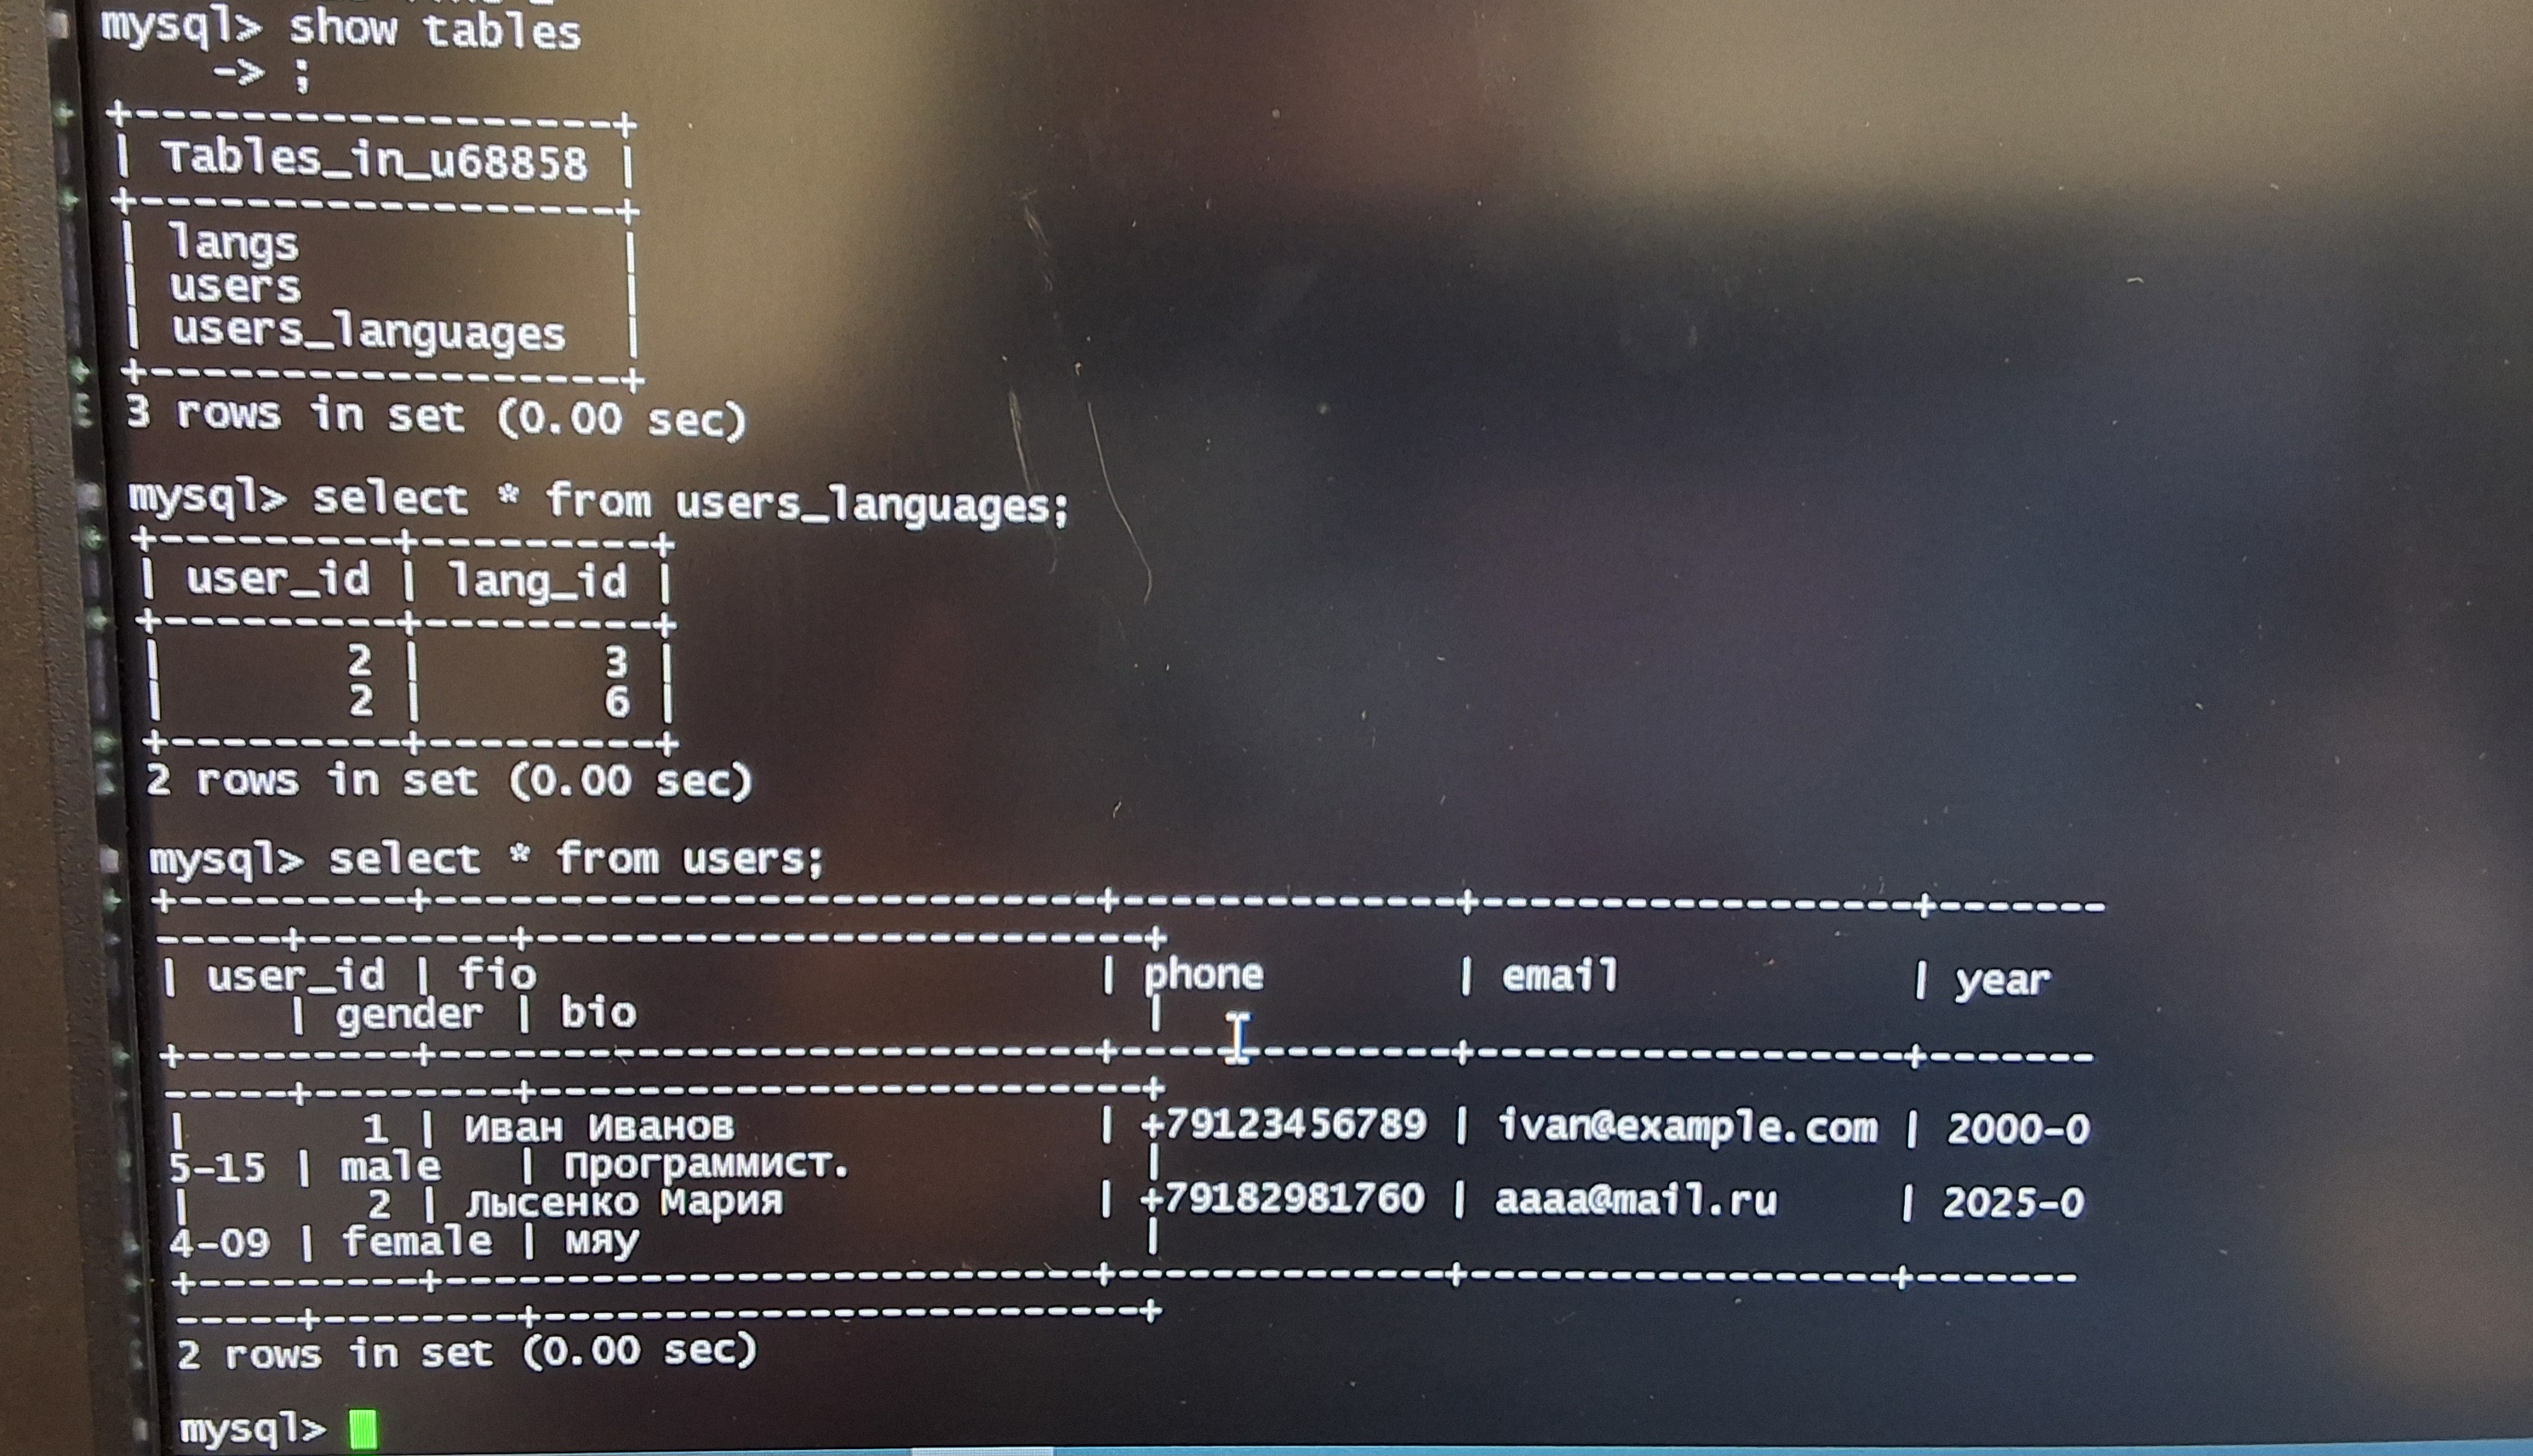 mysql> show tables
    -> ;
+------------------+
| Tables_in_u68858 |
+------------------+
| langs            |
| users            |
| users_languages  |
+------------------+
3 rows in set (0.00 sec)
mysql> select * from users_languages;
+---------+---------+
| user_id | lang_id |
+---------+---------+
|       2 |       3 |
|       2 |       6 |
+---------+---------+
2 rows in set (0.00 sec)
mysql> select * from users;
+---------+--------------------------+--------------+------------------+-------
-----+--------+------------------------+
| user_id | fio                      | phone        | email            | year
     | gender | bio                    |
+---------+--------------------------+--------------+------------------+-------
-----+--------+------------------------+
|       1 | Иван Иванов              | +79123456789 | ivan@example.com | 2000-0
5-15 | male   | Программист.           |
|       2 | Лысенко Мария            | +79182981760 | aaaa@mail.ru     | 2025-0
4-09 | female | мяу                    |
+---------+--------------------------+--------------+------------------+-------
-----+--------+------------------------+
2 rows in set (0.00 sec)
mysql>